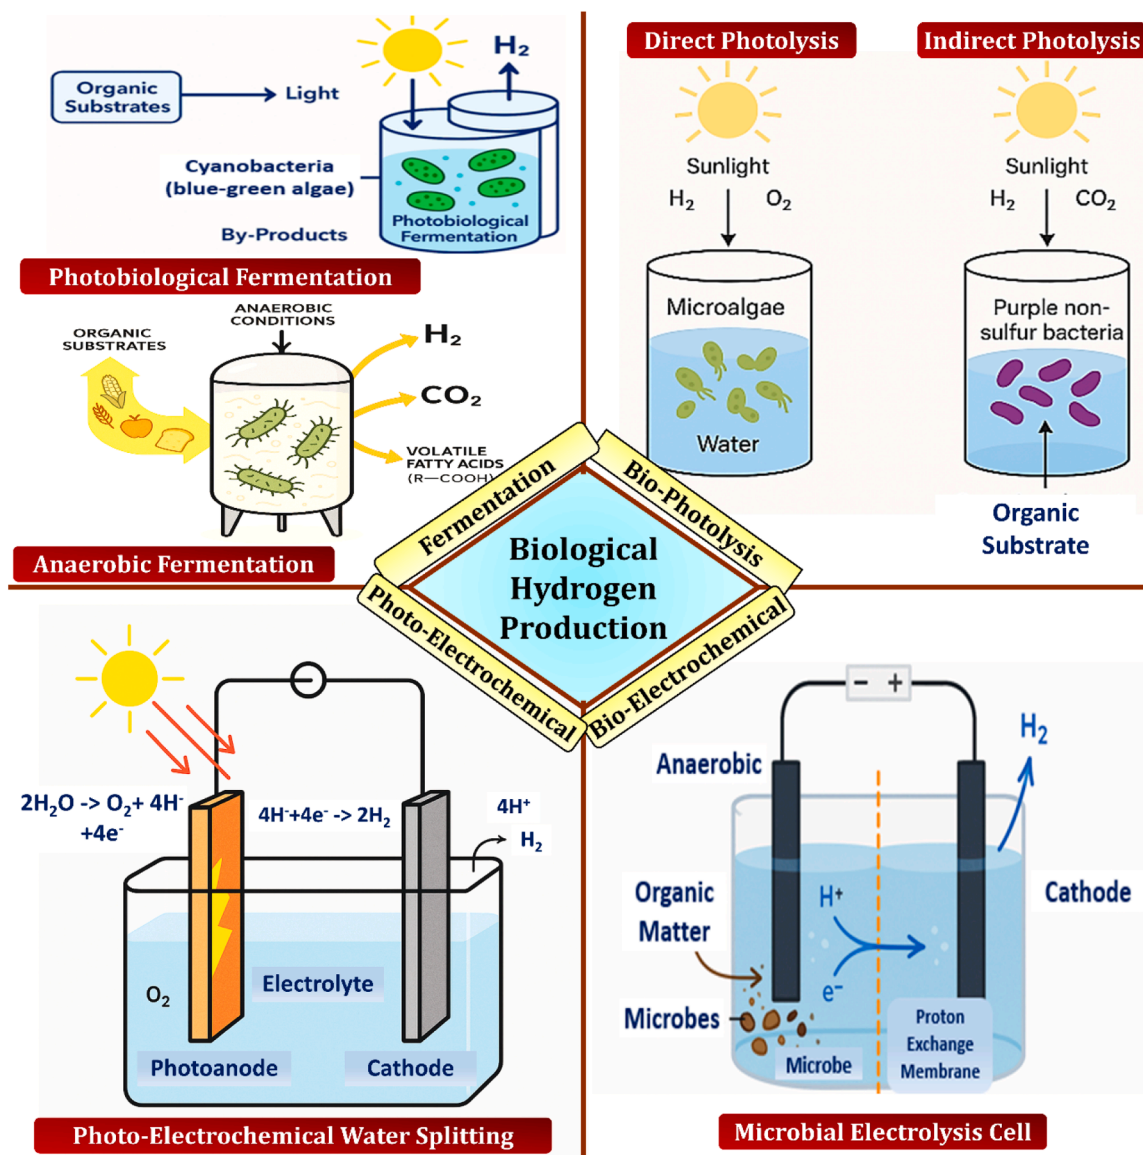 H₂
Organic
Substrates
Light
Cyanobacteria
(blue-green algae)
Photobiological
Fermentation
By-Products
Photobiological Fermentation
ANAEROBIC
CONDITIONS
ORGANIC
SUBSTRATES
H₂
CO₂
VOLATILE
FATTY ACIDS
(R—COOH)
Anaerobic Fermentation
Direct Photolysis
Sunlight
H₂ O₂
Microalgae
Water
Indirect Photolysis
Sunlight
H₂ CO₂
Purple non-
sulfur bacteria
Organic
Substrate
Fermentation
Bio-Photolysis
Biological
Hydrogen
Production
Photo-Electrochemical
Bio-Electrochemical
2H₂O -> O₂+ 4H⁻
+4e⁻
4H⁻+4e⁻ -> 2H₂
4H⁺
H₂
O₂
Electrolyte
Photoanode
Cathode
Photo-Electrochemical Water Splitting
− +
H₂
Anaerobic
Organic
Matter
H⁺
e⁻
Cathode
Microbes
Microbe
Proton
Exchange
Membrane
Microbial Electrolysis Cell